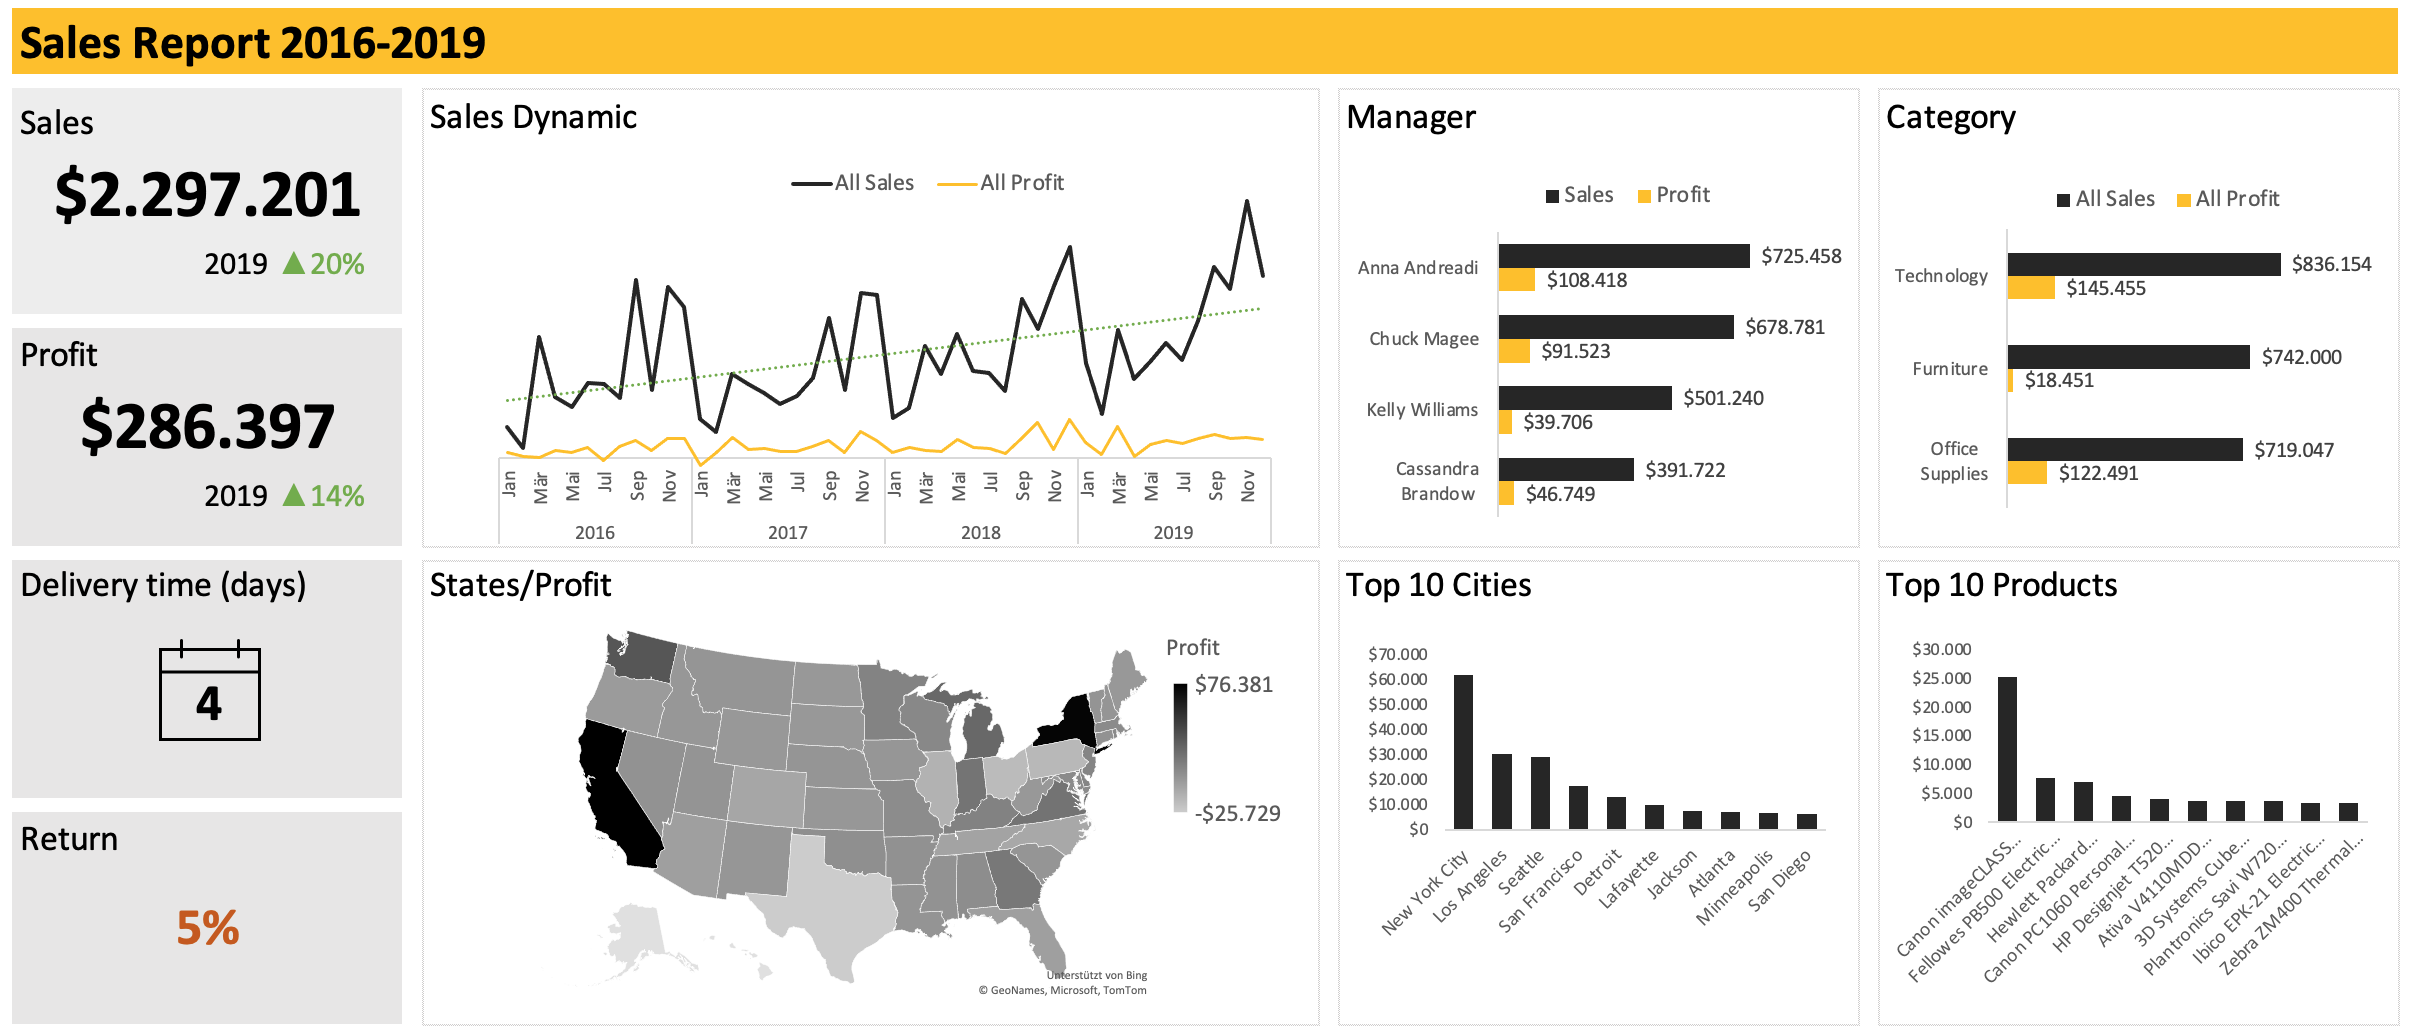 Sales Report 2016-2019
Sales
$2.297.201
2019 ▲20%
Profit
$286.397
2019 ▲14%
Delivery time (days)
4
Return
5%
Sales Dynamic
All Sales All Profit
Jan Mär Mai Jul Sep Nov Jan Mär Mai Jul Sep Nov Jan Mär Mai Jul Sep Nov Jan Mär Mai Jul Sep Nov
2016 2017 2018 2019
Manager
Sales Profit
Anna Andreadi $725.458
$108.418
Chuck Magee $678.781
$91.523
Kelly Williams $501.240
$39.706
Cassandra Brandow $391.722
$46.749
Category
All Sales All Profit
Technology $836.154
$145.455
Furniture $742.000
$18.451
Office Supplies $719.047
$122.491
States/Profit
Profit
$76.381
-$25.729
Unterstützt von Bing
© GeoNames, Microsoft, TomTom
Top 10 Cities
$70.000
$60.000
$50.000
$40.000
$30.000
$20.000
$10.000
$0
New York City
Los Angeles
Seattle
San Francisco
Detroit
Lafayette
Jackson
Atlanta
Minneapolis
San Diego
Top 10 Products
$30.000
$25.000
$20.000
$15.000
$10.000
$5.000
$0
Canon imageCLASS...
Fellowes PB500 Electric...
Hewlett Packard...
Canon PC1060 Personal...
HP Designjet T520...
Ativa V4110MDD...
3D Systems Cube...
Plantronics Savi W720...
Ibico EPK-21 Electric...
Zebra ZM400 Thermal...